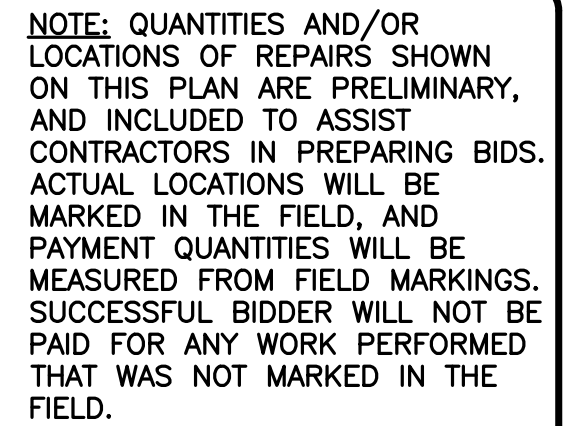 NOTE: QUANTITIES AND/OR
LOCATIONS OF REPAIRS SHOWN
ON THIS PLAN ARE PRELIMINARY,
AND INCLUDED TO ASSIST
CONTRACTORS IN PREPARING BIDS.
ACTUAL LOCATIONS WILL BE
MARKED IN THE FIELD, AND
PAYMENT QUANTITIES WILL BE
MEASURED FROM FIELD MARKINGS.
SUCCESSFUL BIDDER WILL NOT BE
PAID FOR ANY WORK PERFORMED
THAT WAS NOT MARKED IN THE
FIELD.